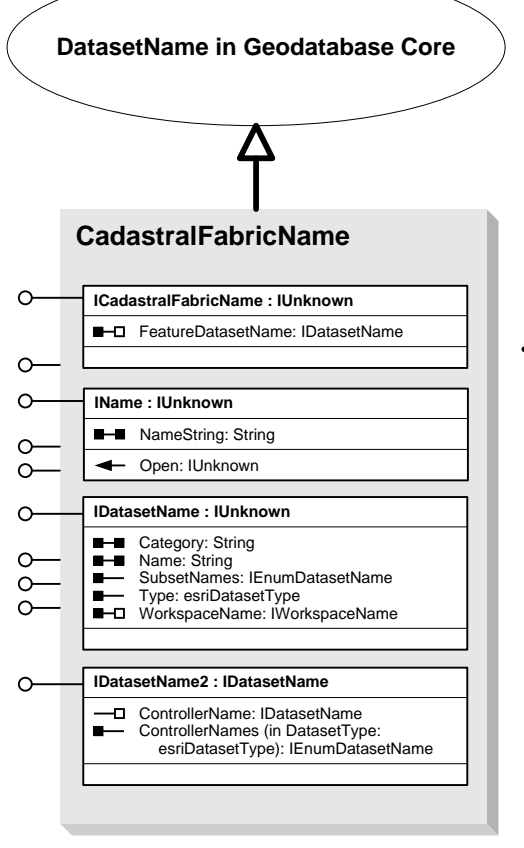 DatasetName in Geodatabase Core
CadastralFabricName
ICadastralFabricName : IUnknown
FeatureDatasetName: IDatasetName
IName : IUnknown
NameString: String
Open: IUnknown
IDatasetName : IUnknown
Category: String
Name: String
SubsetNames: IEnumDatasetName
Type: esriDatasetType
WorkspaceName: IWorkspaceName
IDatasetName2 : IDatasetName
ControllerName: IDatasetName
ControllerNames (in DatasetType:
esriDatasetType): IEnumDatasetName